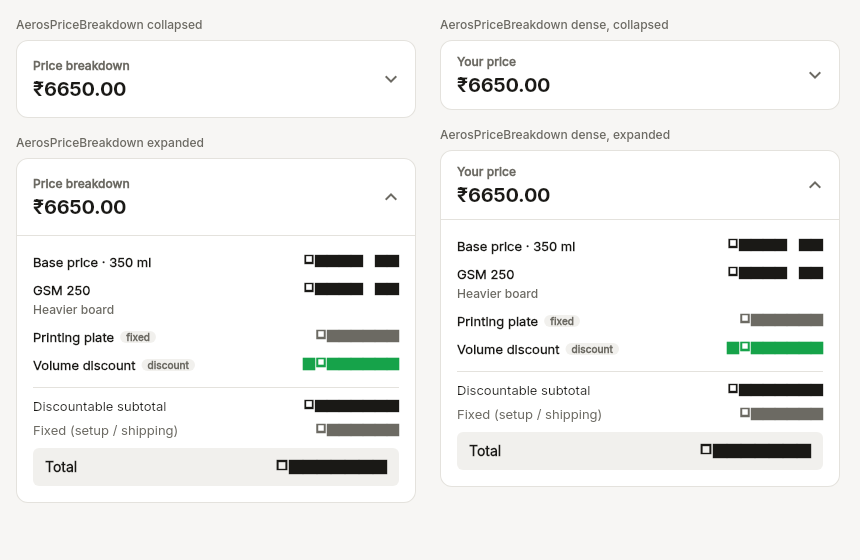 AerosPriceBreakdown collapsed
Price breakdown
₹6650.00
AerosPriceBreakdown expanded
Price breakdown
₹6650.00
Base price · 350 ml
GSM 250
Heavier board
Printing plate fixed
Volume discount discount
Discountable subtotal
Fixed (setup / shipping)
Total
AerosPriceBreakdown dense, collapsed
Your price
₹6650.00
AerosPriceBreakdown dense, expanded
Your price
₹6650.00
Base price · 350 ml
GSM 250
Heavier board
Printing plate fixed
Volume discount discount
Discountable subtotal
Fixed (setup / shipping)
Total